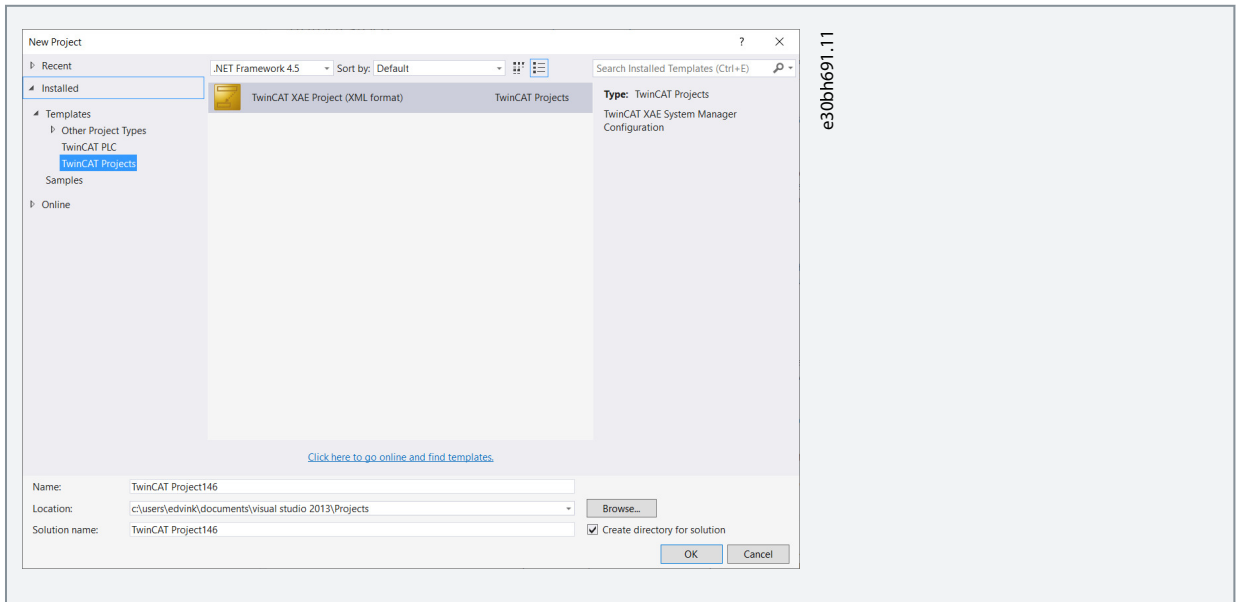 New Project
? ×
Recent
.NET Framework 4.5 Sort by: Default
Search Installed Templates (Ctrl+E)
Installed
TwinCAT XAE Project (XML format) TwinCAT Projects
Type: TwinCAT Projects
TwinCAT XAE System Manager
Configuration
Templates
Other Project Types
TwinCAT PLC
TwinCAT Projects
Samples
Online
Click here to go online and find templates.
Name: TwinCAT Project146
Location: c:\users\edvink\documents\visual studio 2013\Projects
Browse...
Solution name: TwinCAT Project146
Create directory for solution
OK Cancel
e30bh691.11